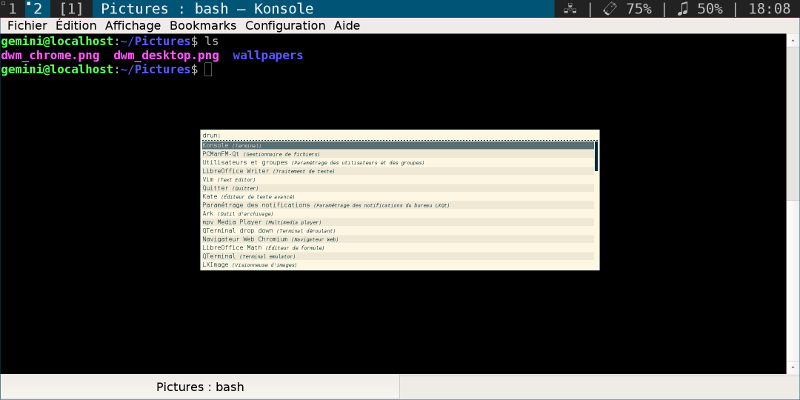 1 2 [1] Pictures : bash — Konsole | 75% | 50% | 18:08
Fichier Édition Affichage Bookmarks Configuration Aide
gemini@localhost:~/Pictures$ ls
dwm_chrome.png dwm_desktop.png wallpapers
gemini@localhost:~/Pictures$
drun:
Konsole (Terminal)
PCManFM-Qt (Gestionnaire de fichiers)
Utilisateurs et groupes (Paramétrage des utilisateurs et des groupes)
LibreOffice Writer (Traitement de texte)
Vim (Text Editor)
Quitter (Quitter)
Kate (Éditeur de texte avancé)
Paramétrage des notifications (Paramétrage des notifications du bureau LXQt)
Ark (Outil d'archivage)
mpv Media Player (Multimedia player)
QTerminal drop down (Terminal déroulant)
Navigateur Web Chromium (Navigateur Web)
LibreOffice Math (Éditeur de formule)
QTerminal (Terminal emulator)
LXImage (Visionneuse d'images)
Pictures : bash